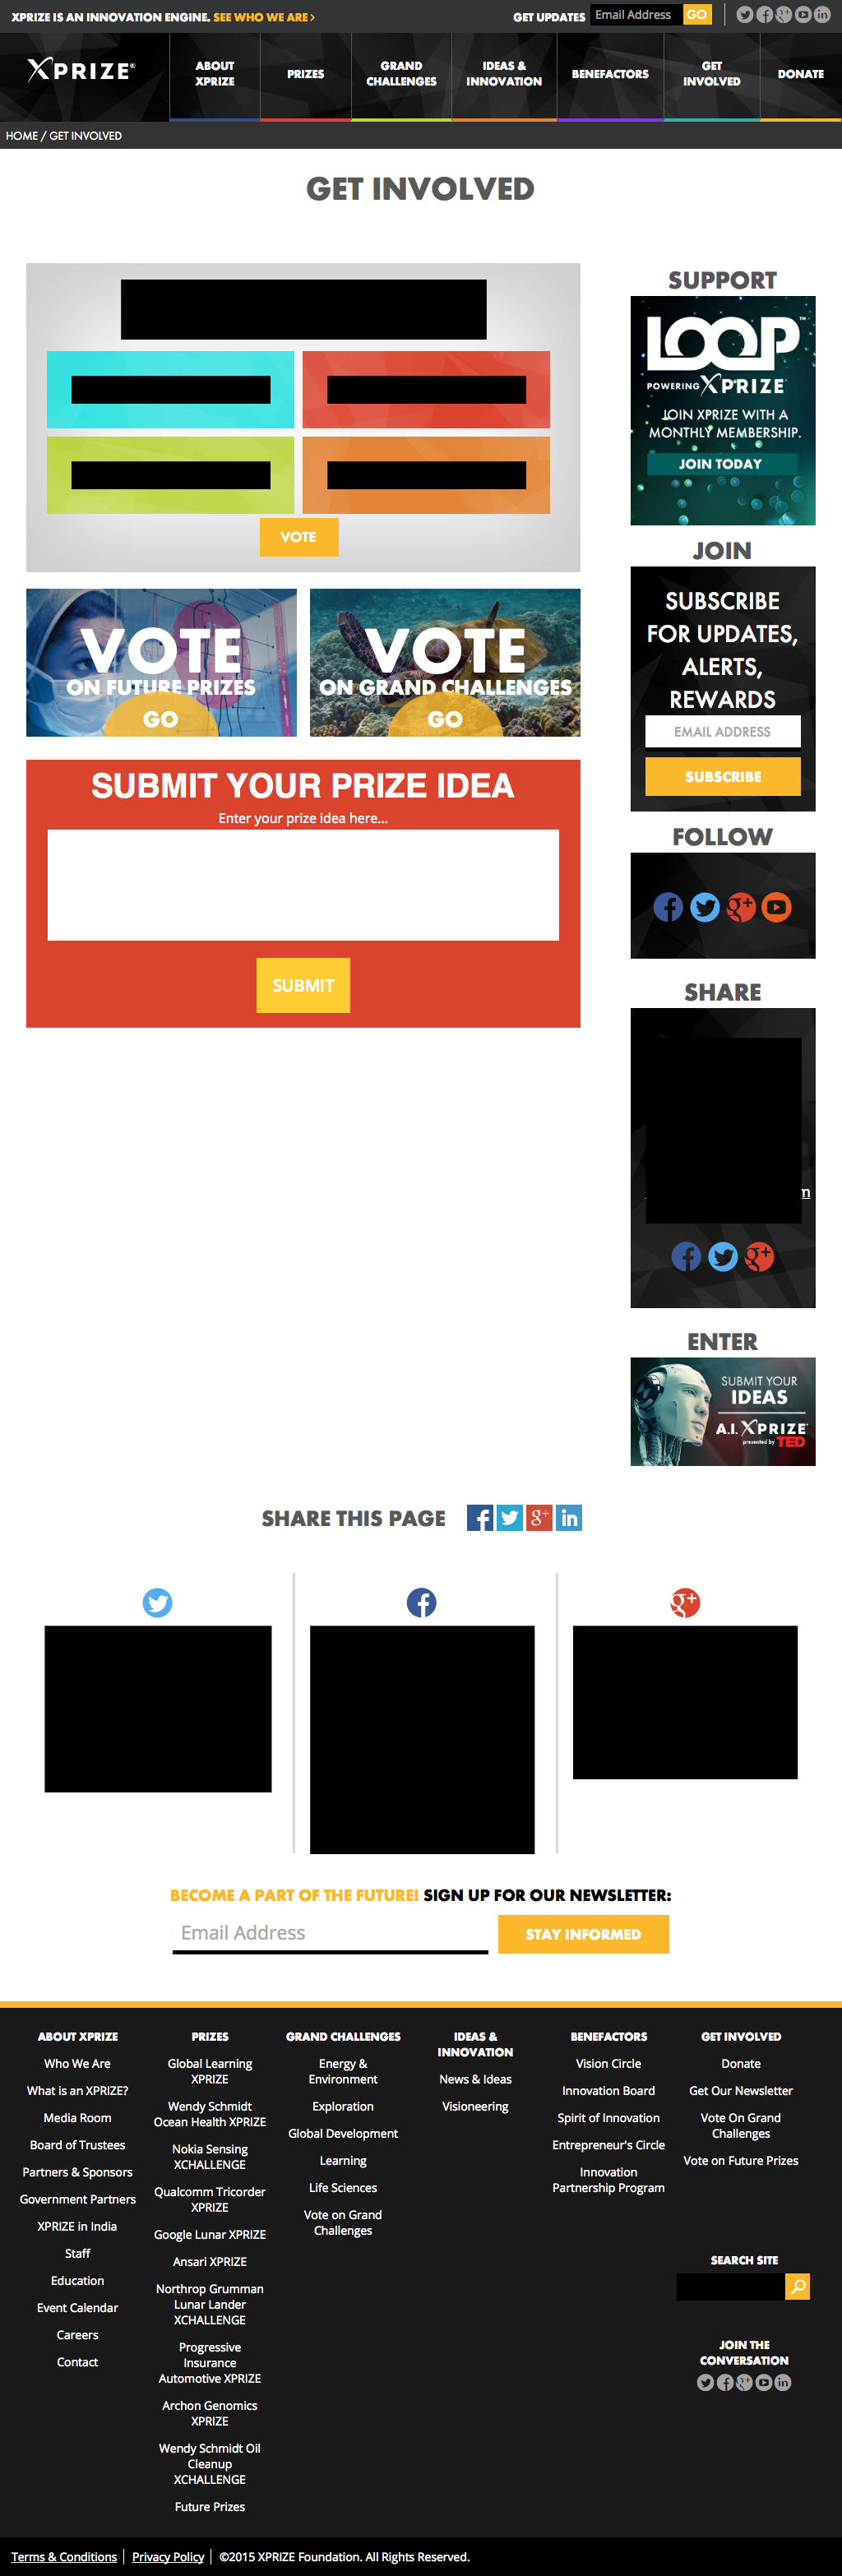 XPRIZE IS AN INNOVATION ENGINE. SEE WHO WE ARE >
GET UPDATES
Email Address
GO
XPRIZE®
ABOUT
XPRIZE
PRIZES
GRAND
CHALLENGES
IDEAS &
INNOVATION
BENEFACTORS
GET
INVOLVED
DONATE
HOME / GET INVOLVED
GET INVOLVED
VOTE
VOTE
ON FUTURE PRIZES
GO
VOTE
ON GRAND CHALLENGES
GO
SUBMIT YOUR PRIZE IDEA
Enter your prize idea here...
SUBMIT
SUPPORT
LOOP™
POWERING XPRIZE
JOIN XPRIZE WITH A
MONTHLY MEMBERSHIP.
JOIN TODAY
JOIN
SUBSCRIBE
FOR UPDATES,
ALERTS,
REWARDS
EMAIL ADDRESS
SUBSCRIBE
FOLLOW
SHARE
m
ENTER
SUBMIT YOUR
IDEAS
A.I. XPRIZE
presented by TED
SHARE THIS PAGE
BECOME A PART OF THE FUTURE! SIGN UP FOR OUR NEWSLETTER:
Email Address
STAY INFORMED
ABOUT XPRIZE
Who We Are
What is an XPRIZE?
Media Room
Board of Trustees
Partners & Sponsors
Government Partners
XPRIZE in India
Staff
Education
Event Calendar
Careers
Contact
PRIZES
Global Learning
XPRIZE
Wendy Schmidt
Ocean Health XPRIZE
Nokia Sensing
XCHALLENGE
Qualcomm Tricorder
XPRIZE
Google Lunar XPRIZE
Ansari XPRIZE
Northrop Grumman
Lunar Lander
XCHALLENGE
Progressive
Insurance
Automotive XPRIZE
Archon Genomics
XPRIZE
Wendy Schmidt Oil
Cleanup
XCHALLENGE
Future Prizes
GRAND CHALLENGES
Energy &
Environment
Exploration
Global Development
Learning
Life Sciences
Vote on Grand
Challenges
IDEAS &
INNOVATION
News & Ideas
Visioneering
BENEFACTORS
Vision Circle
Innovation Board
Spirit of Innovation
Entrepreneur's Circle
Innovation
Partnership Program
GET INVOLVED
Donate
Get Our Newsletter
Vote On Grand
Challenges
Vote on Future Prizes
SEARCH SITE
JOIN THE
CONVERSATION
Terms & Conditions | Privacy Policy | ©2015 XPRIZE Foundation. All Rights Reserved.